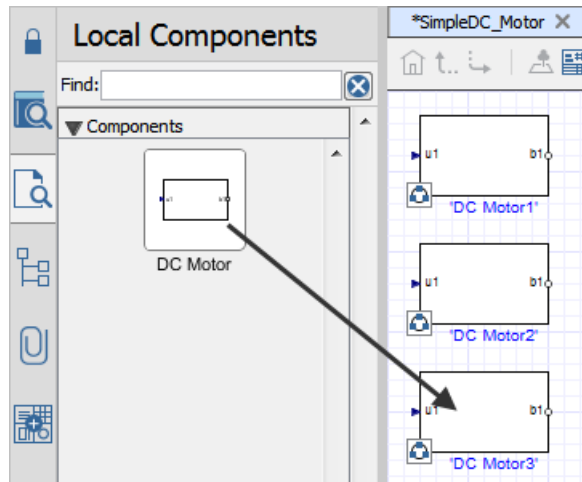 Local Components
*SimpleDC_Motor
Find:
Components
u1 b1
DC Motor
u1 b1
"DC Motor1"
u1 b1
"DC Motor2"
u1 b1
"DC Motor3"